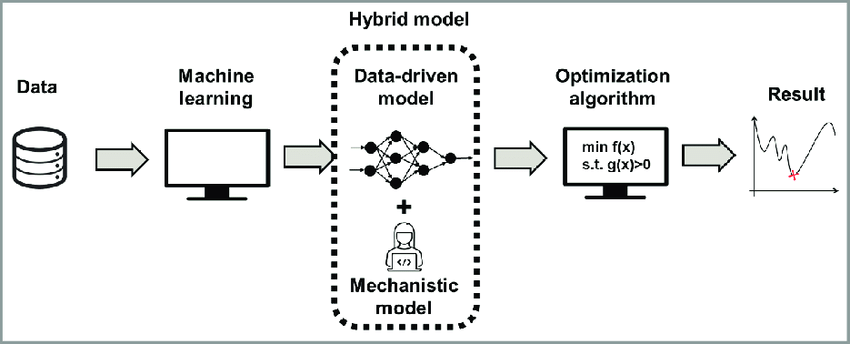 Hybrid model
Data
Machine
learning
Data-driven
model
+
</>
Mechanistic
model
Optimization
algorithm
min f(x)
s.t. g(x)>0
Result